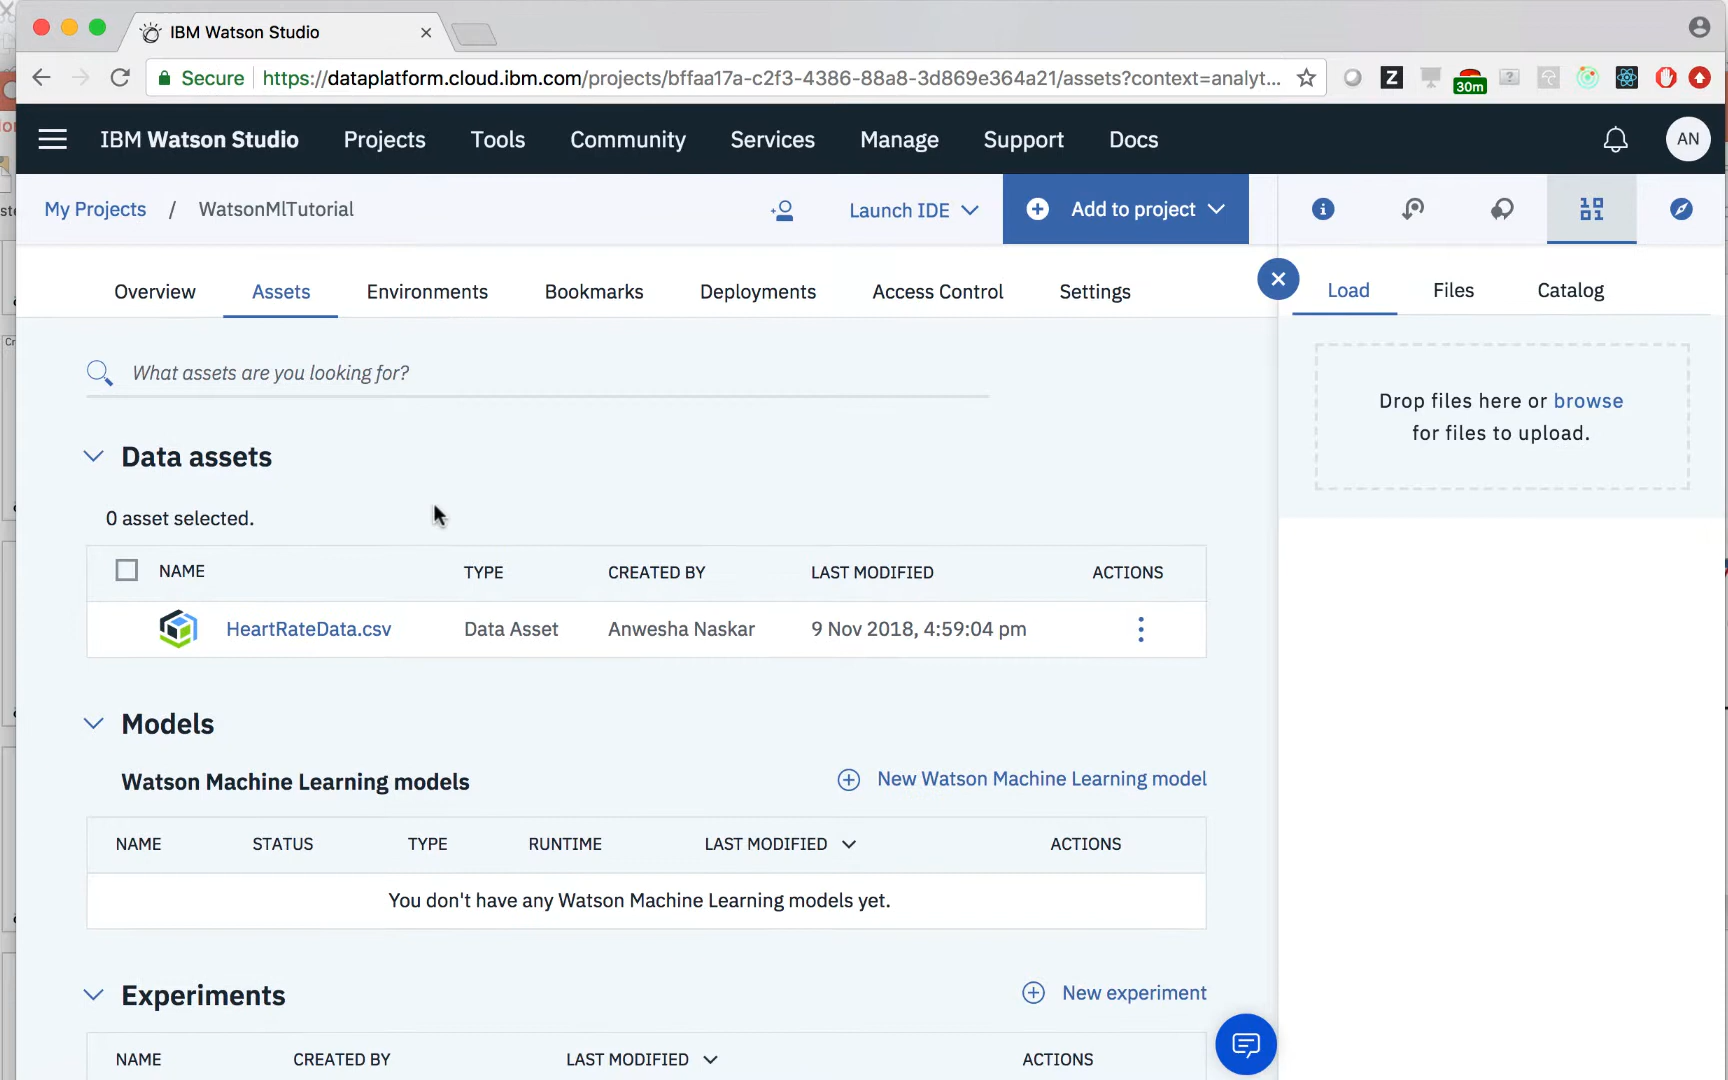 IBM Watson Studio
Secure https://dataplatform.cloud.ibm.com/projects/bffaa17a-c2f3-4386-88a8-3d869e364a21/assets?context=analyt...
Z
30m
IBM Watson Studio Projects Tools Community Services Manage Support Docs AN
My Projects / WatsonMlTutorial Launch IDE Add to project
Overview Assets Environments Bookmarks Deployments Access Control Settings
Load Files Catalog
What assets are you looking for?
Drop files here or browse
for files to upload.
Data assets
0 asset selected.
NAME TYPE CREATED BY LAST MODIFIED ACTIONS
HeartRateData.csv Data Asset Anwesha Naskar 9 Nov 2018, 4:59:04 pm
Models
Watson Machine Learning models New Watson Machine Learning model
NAME STATUS TYPE RUNTIME LAST MODIFIED ACTIONS
You don't have any Watson Machine Learning models yet.
Experiments New experiment
NAME CREATED BY LAST MODIFIED ACTIONS